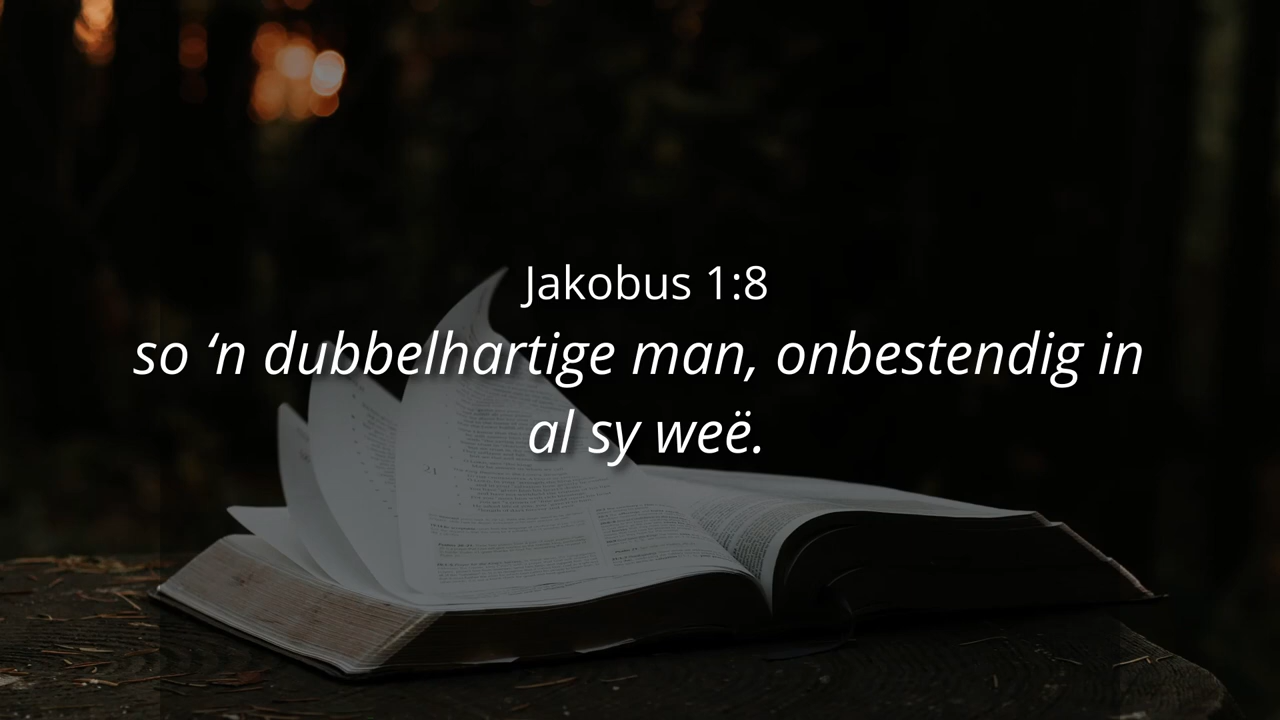 Jakobus 1:8
so ‘n dubbelhartige man, onbestendig in
al sy weë.